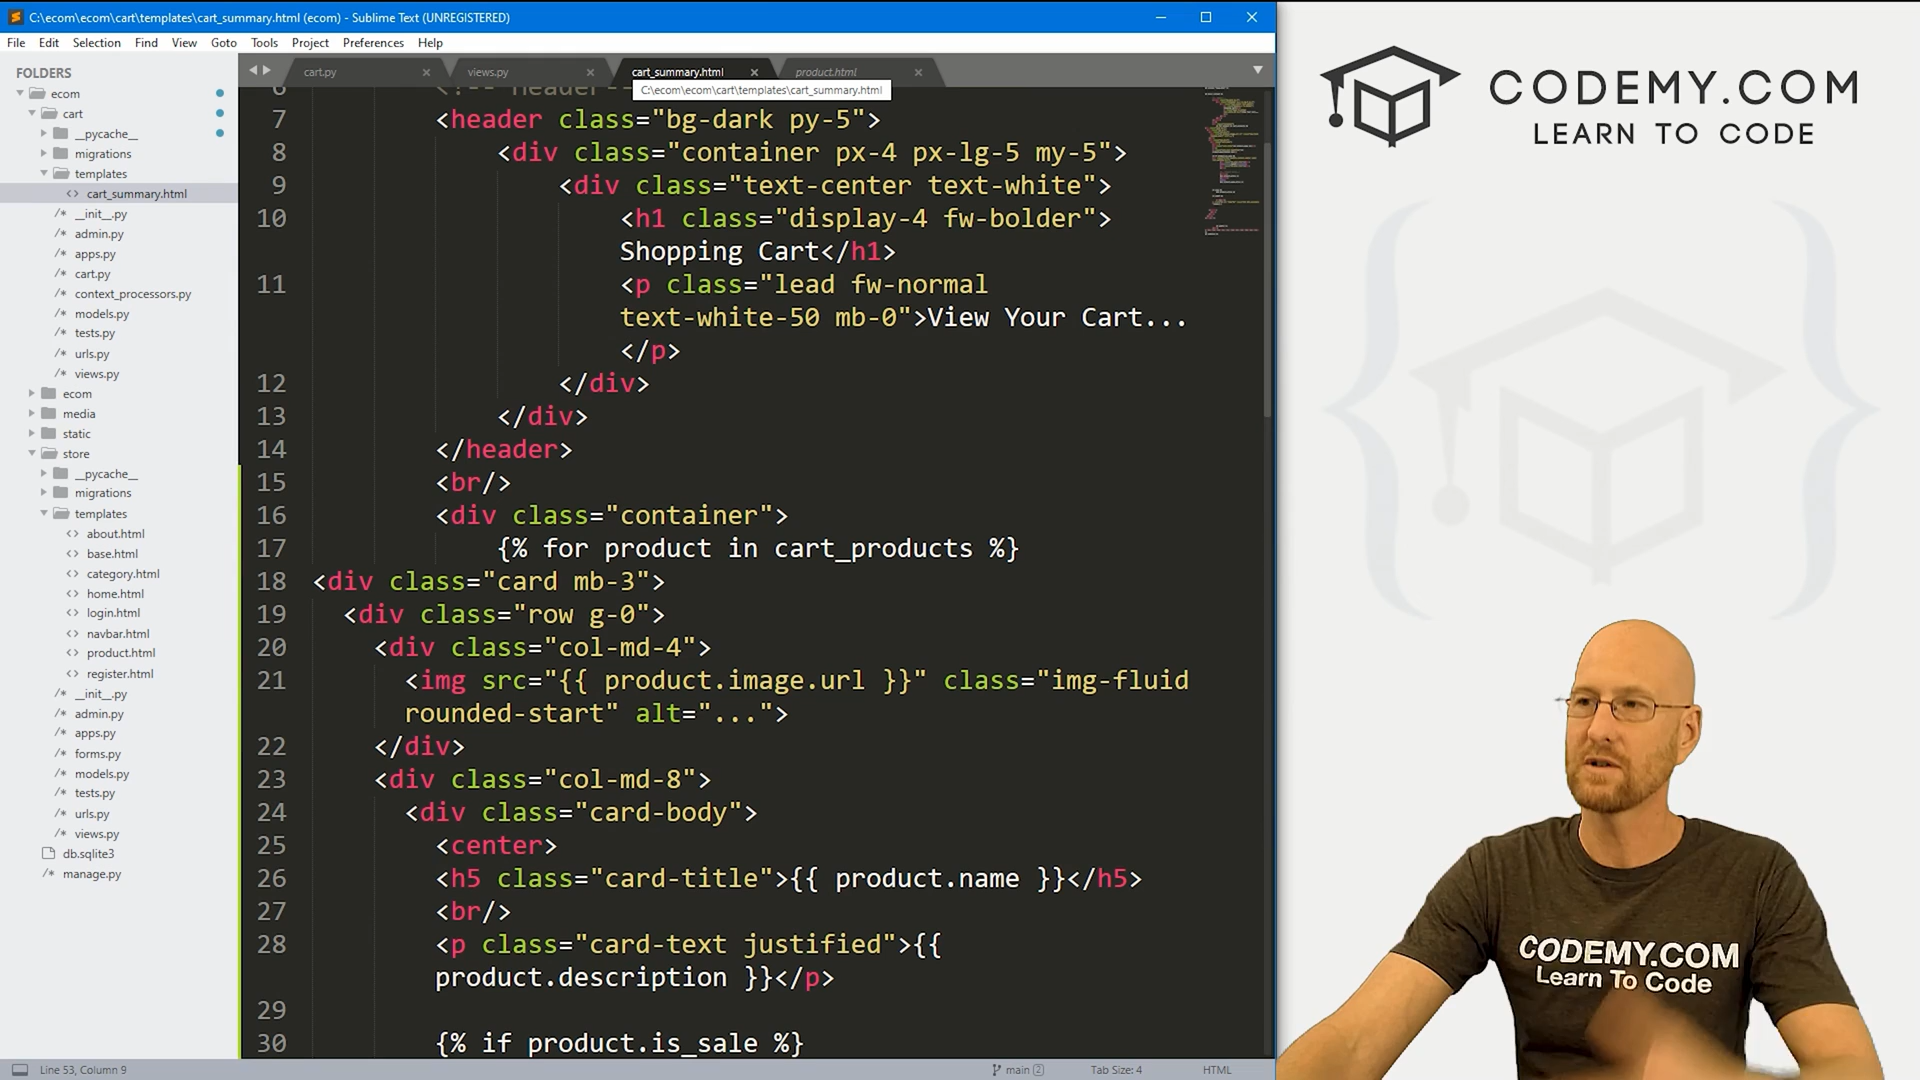 C:\ecom\ecom\cart\templates\cart_summary.html (ecom) - Sublime Text (UNREGISTERED)
File Edit Selection Find View Goto Tools Project Preferences Help
FOLDERS
ecom
cart
__pycache__
migrations
templates
<> cart_summary.html
/* __init__.py
/* admin.py
/* apps.py
/* cart.py
/* context_processors.py
/* models.py
/* tests.py
/* urls.py
/* views.py
ecom
media
static
store
__pycache__
migrations
templates
<> about.html
<> base.html
<> category.html
<> home.html
<> login.html
<> navbar.html
<> product.html
<> register.html
/* __init__.py
/* admin.py
/* apps.py
/* forms.py
/* models.py
/* tests.py
/* urls.py
/* views.py
db.sqlite3
/* manage.py
cart.py views.py cart_summary.html product.html
C:\ecom\ecom\cart\templates\cart_summary.html
6 <!-- Header--
7 <header class="bg-dark py-5">
8 <div class="container px-4 px-lg-5 my-5">
9 <div class="text-center text-white">
10 <h1 class="display-4 fw-bolder">
Shopping Cart</h1>
11 <p class="lead fw-normal
text-white-50 mb-0">View Your Cart...
</p>
12 </div>
13 </div>
14 </header>
15 <br/>
16 <div class="container">
17 {% for product in cart_products %}
18 <div class="card mb-3">
19 <div class="row g-0">
20 <div class="col-md-4">
21 <img src="{{ product.image.url }}" class="img-fluid
rounded-start" alt="...">
22 </div>
23 <div class="col-md-8">
24 <div class="card-body">
25 <center>
26 <h5 class="card-title">{{ product.name }}</h5>
27 <br/>
28 <p class="card-text justified">{{
product.description }}</p>
29
30 {% if product.is_sale %}
Line 53, Column 9
main 2
Tab Size: 4
HTML
CODEMY.COM
LEARN TO CODE
CODEMY.COM
Learn To Code